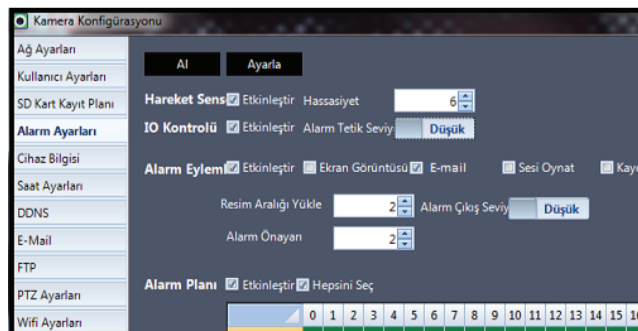 Kamera Konfigürasyonu
Ağ Ayarları
Kullanıcı Ayarları
SD Kart Kayıt Planı
Alarm Ayarları
Cihaz Bilgisi
Saat Ayarları
DDNS
E-Mail
FTP
PTZ Ayarları
Wifi Ayarları
Al Ayarla
Hareket Sens Etkinleştir Hassasiyet 6
IO Kontrolü Etkinleştir Alarm Tetik Seviy Düşük
Alarm Eylem Etkinleştir Ekran Görüntüsü E-mail Sesi Oynat
Resim Aralığı Yükle 2 Alarm Çıkış Seviy Düşük
Alarm Önayarı 2
Alarm Planı Etkinleştir Hepsini Seç
0 1 2 3 4 5 6 7 8 9 10 11 12 13 14 15